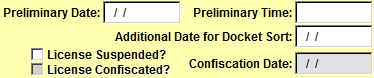 Preliminary Date: / / Preliminary Time:
Additional Date for Docket Sort: / /
License Suspended?
License Confiscated? Confiscation Date: / /